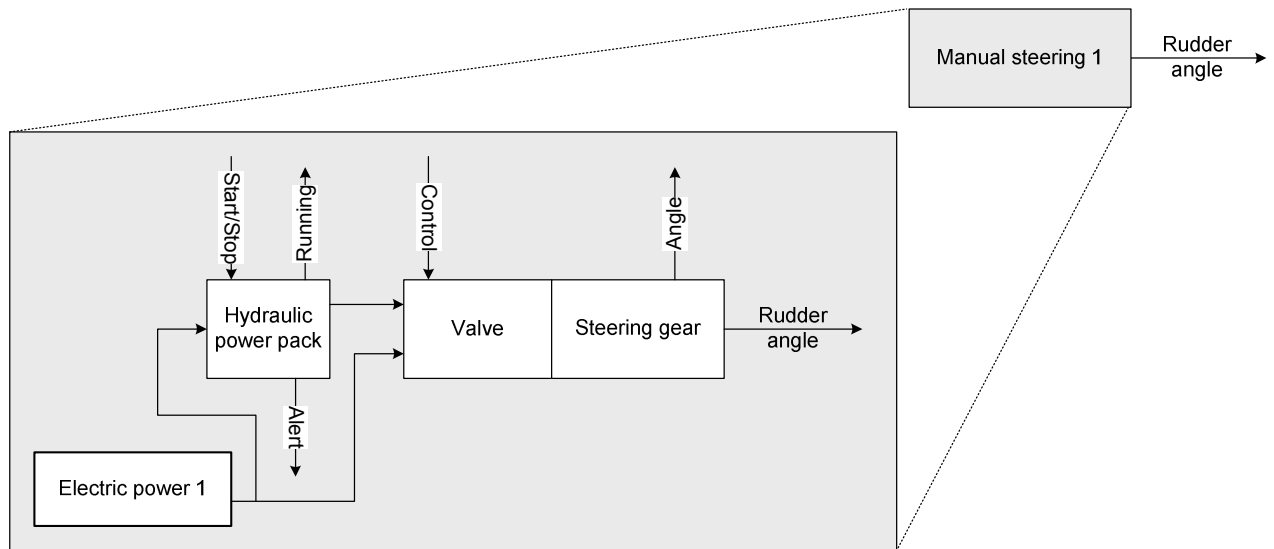 Manual steering 1
Rudder
angle
Start/Stop
Running
Control
Angle
Hydraulic
power pack
Valve
Steering gear
Rudder
angle
Alert
Electric power 1